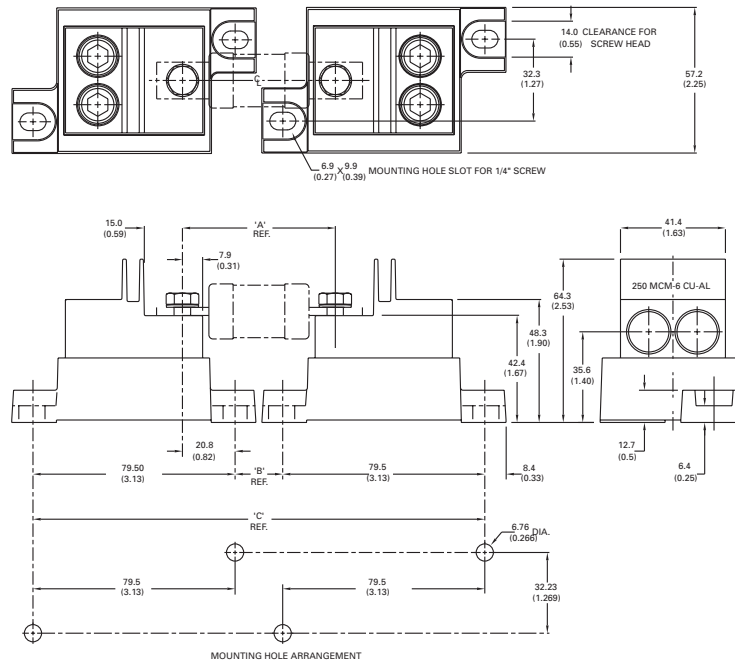 14.0 CLEARANCE FOR
(0.55) SCREW HEAD
32.3
(1.27)
57.2
(2.25)
C
L
6.9 X 9.9 MOUNTING HOLE SLOT FOR 1/4" SCREW
(0.27) (0.39)
15.0
(0.59)
'A'
REF.
7.9
(0.31)
41.4
(1.63)
250 MCM-6 CU-AL
64.3
(2.53)
48.3
(1.90)
42.4
(1.67)
35.6
(1.40)
20.8
(0.82)
12.7
(0.5)
6.4
(0.25)
79.50
(3.13)
'B'
REF.
79.5
(3.13)
8.4
(0.33)
'C'
REF.
6.76 DIA.
(0.266)
79.5
(3.13)
79.5
(3.13)
32.23
(1.269)
MOUNTING HOLE ARRANGEMENT